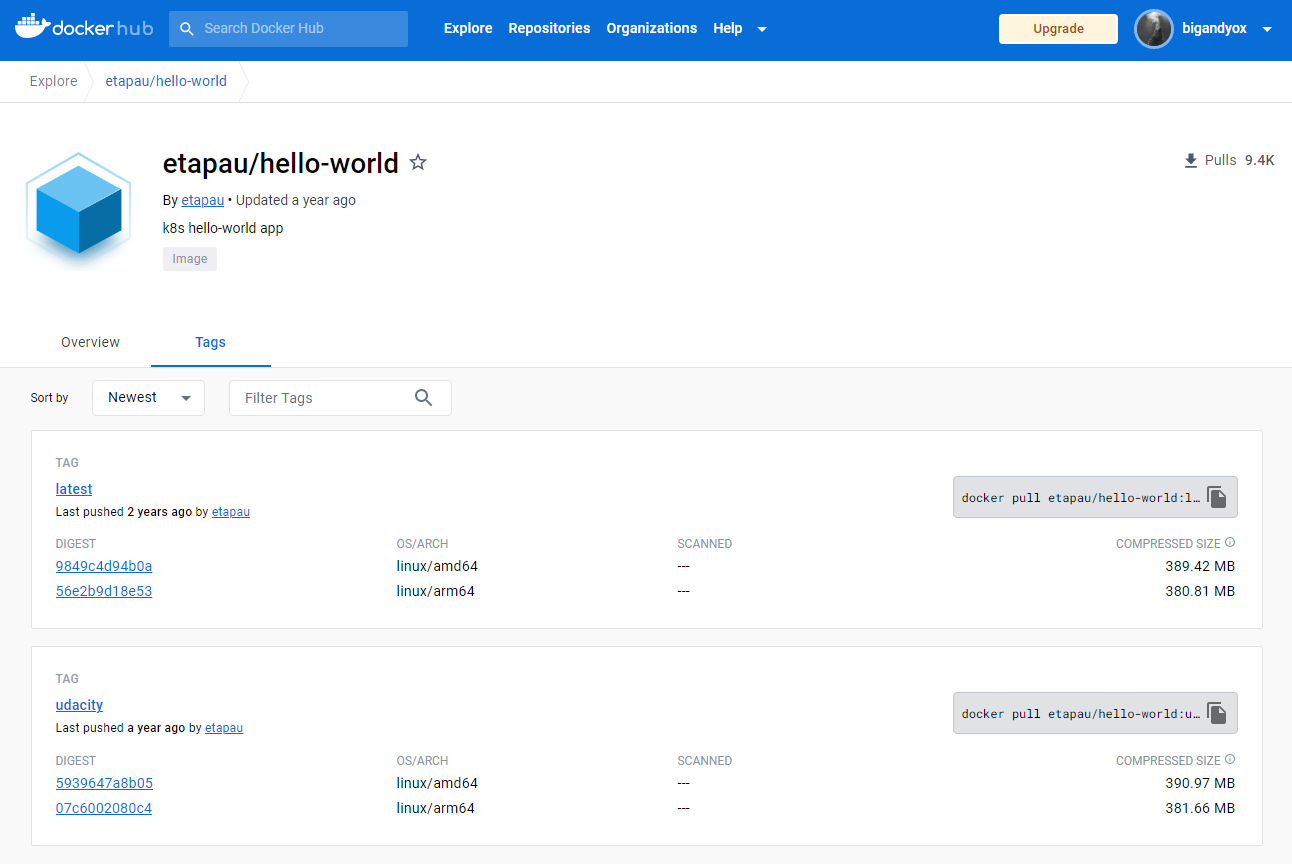 docker hub Search Docker Hub Explore Repositories Organizations Help Upgrade bigandyox
Explore etapau/hello-world
etapau/hello-world Pulls 9.4K
By etapau • Updated a year ago
k8s hello-world app
Image
Overview Tags
Sort by Newest Filter Tags
TAG
latest docker pull etapau/hello-world:l…
Last pushed 2 years ago by etapau
DIGEST OS/ARCH SCANNED COMPRESSED SIZE
9849c4d94b0a linux/amd64 --- 389.42 MB
56e2b9d18e53 linux/arm64 --- 380.81 MB
TAG
udacity docker pull etapau/hello-world:u…
Last pushed a year ago by etapau
DIGEST OS/ARCH SCANNED COMPRESSED SIZE
5939647a8b05 linux/amd64 --- 390.97 MB
07c6002080c4 linux/arm64 --- 381.66 MB